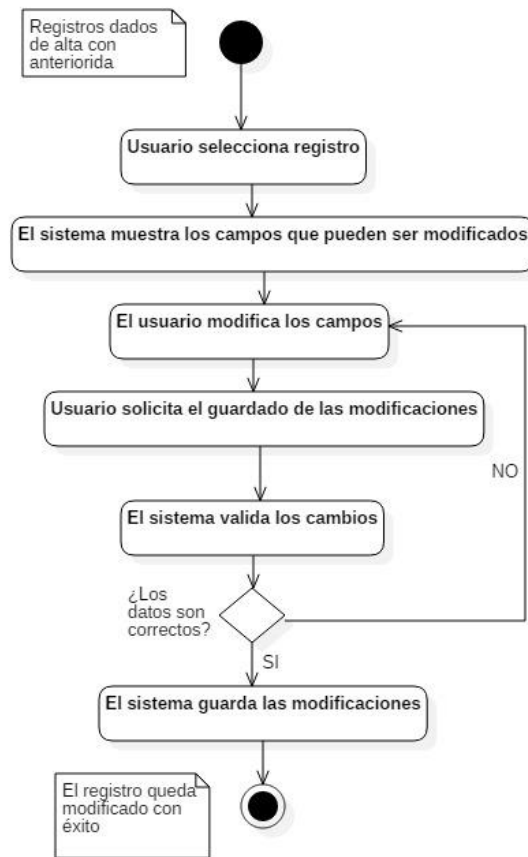 Registros dados
de alta con
anteriorida
Usuario selecciona registro
El sistema muestra los campos que pueden ser modificados
El usuario modifica los campos
Usuario solicita el guardado de las modificaciones
NO
El sistema valida los cambios
¿Los
datos son
correctos?
SI
El sistema guarda las modificaciones
El registro queda
modificado con
éxito